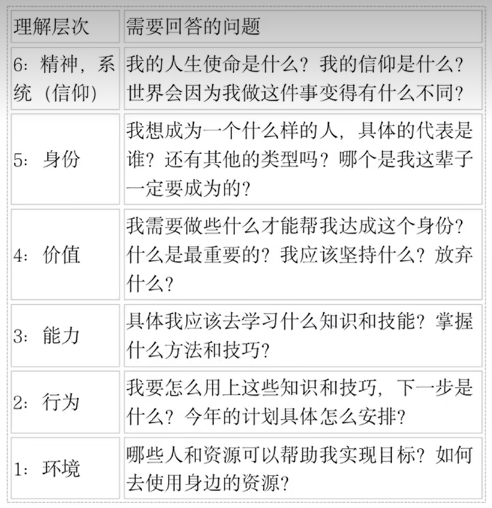 理解层次 需要回答的问题
6：精神，系 我的人生使命是什么？我的信仰是什么？
统（信仰） 世界会因为我做这件事变得有什么不同？
我想成为一个什么样的人，具体的代表是
5：身份 谁？还有其他的类型吗？哪个是我这辈子
一定要成为的？
我需要做些什么才能帮我达成这个身份？
4：价值 什么是最重要的？我应该坚持什么？放弃
什么？
3：能力 具体我应该去学习什么知识和技能？掌握
什么方法和技巧？
2：行为 我要怎么用上这些知识和技巧，下一步是
什么？今年的计划具体怎么安排？
1：环境 哪些人和资源可以帮助我实现目标？如何
去使用身边的资源？